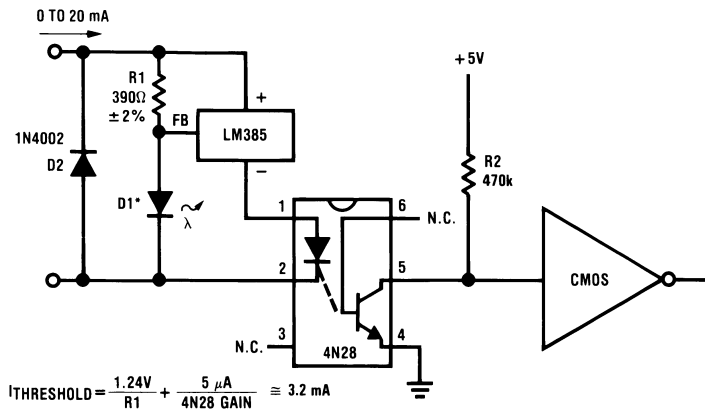 0 TO 20 mA
R1
390Ω
±2%
FB
+
LM385
−
1N4002
D2
D1*
λ
+5V
R2
470k
1
6
N.C.
2
5
CMOS
3
N.C.
4
4N28
ITHRESHOLD = 1.24V/R1 + 5 µA/4N28 GAIN ≅ 3.2 mA